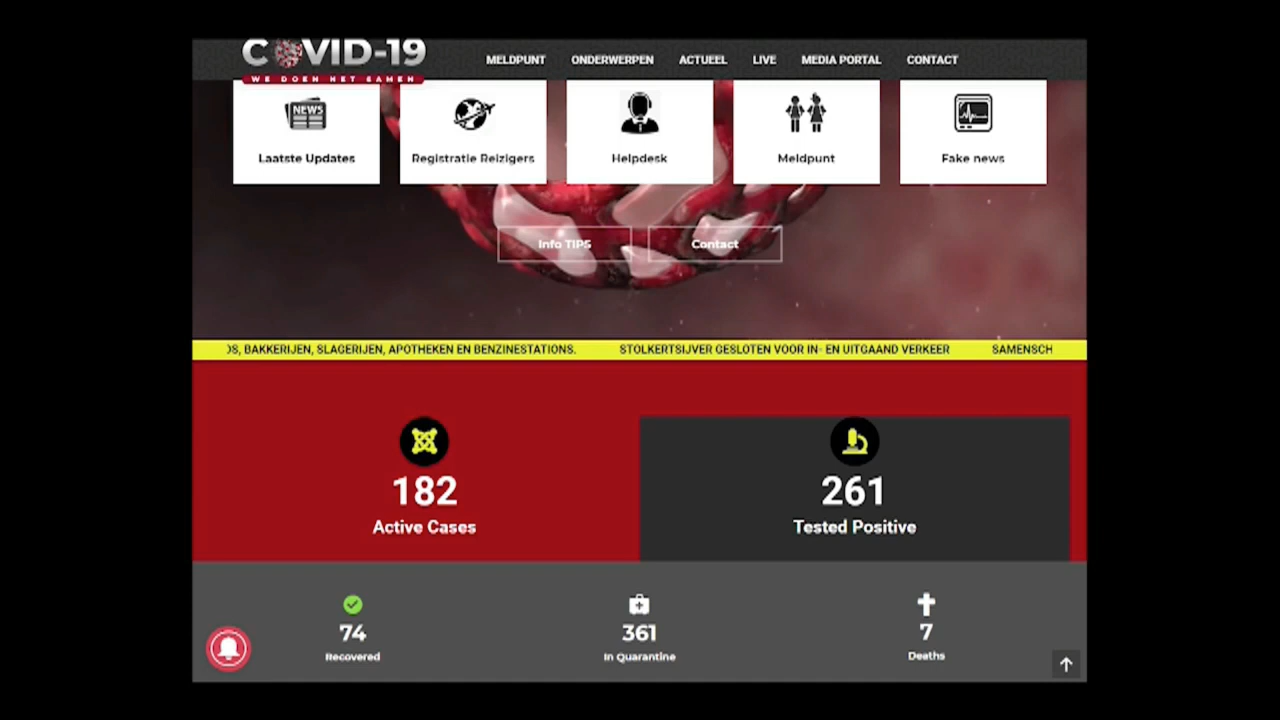 COVID-19
WE DOEN HET SAMEN
MELDPUNT ONDERWERPEN ACTUEEL LIVE MEDIA PORTAL CONTACT
NEWS
Laatste Updates
Registratie Reizigers
Helpdesk
Meldpunt
Fake news
Info TIPS
Contact
S, BAKKERIJEN, SLAGERIJEN, APOTHEKEN EN BENZINESTATIONS. STOLKERTSIJVER GESLOTEN VOOR IN- EN UITGAAND VERKEER SAMENSCH
182
Active Cases
261
Tested Positive
74
Recovered
361
In Quarantine
7
Deaths